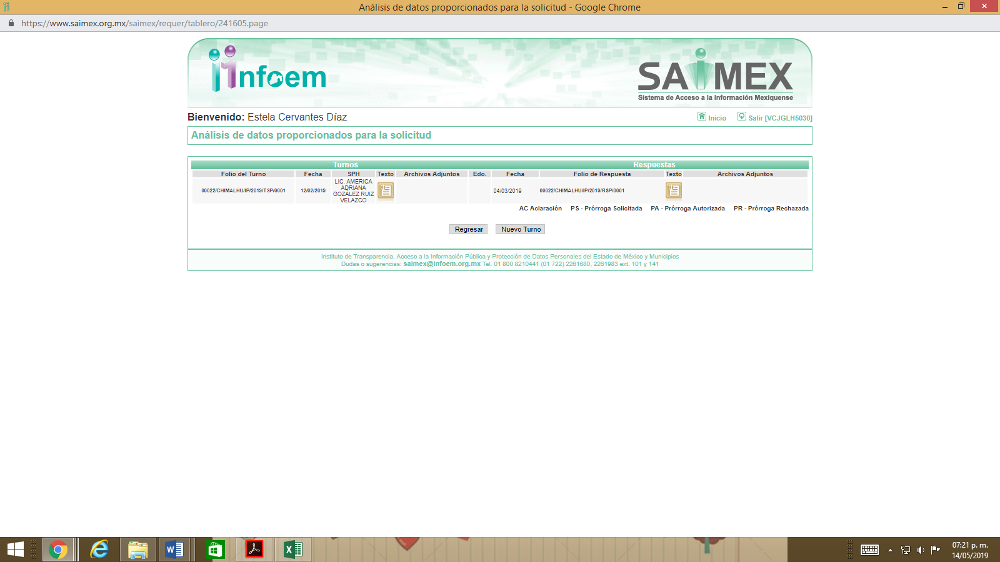 Análisis de datos proporcionados para la solicitud - Google Chrome
https://www.saimex.org.mx/saimex/requer/tablero/241605.page
infoem
SAIMEX
Sistema de Acceso a la Información Mexiquense
Bienvenido: Estela Cervantes Díaz
Inicio Salir [VCJGLH5030]
Análisis de datos proporcionados para la solicitud
Turnos Respuestas
Folio del Turno Fecha SPH Texto Archivos Adjuntos Edo. Fecha Folio de Respuesta Texto Archivos Adjuntos
00022/CHIMALHU/IP/2019/TSP/0001 12/02/2019 LIC. AMERICA
ADRIANA
GOZÁLEZ RUIZ
VELAZCO
04/03/2019 00022/CHIMALHU/IP/2019/RSP/0001
AC Aclaración PS - Prórroga Solicitada PA - Prórroga Autorizada PR - Prórroga Rechazada
Regresar Nuevo Turno
Instituto de Transparencia, Acceso a la Información Pública y Protección de Datos Personales del Estado de México y Municipios
Dudas o sugerencias: saimex@infoem.org.mx Tel. 01 800 8210441 (01 722) 2261680, 2261983 ext. 101 y 141
07:21 p. m.
14/05/2019